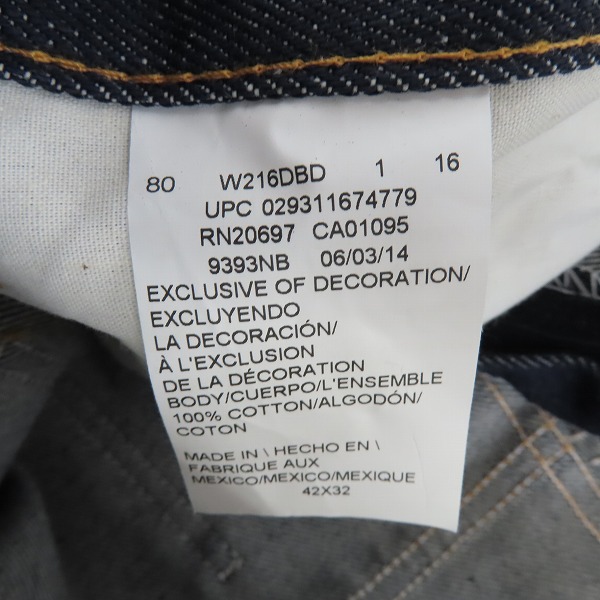 80 W216DBD 1 16
UPC 029311674779
RN20697 CA01095
9393NB 06/03/14
EXCLUSIVE OF DECORATION/
EXCLUYENDO
LA DECORACIÓN/
À L'EXCLUSION
DE LA DÉCORATION
BODY/CUERPO/L'ENSEMBLE
100% COTTON/ALGODÓN/
COTON
MADE IN \ HECHO EN \
FABRIQUE AUX
MEXICO/MEXICO/MEXIQUE
42X32